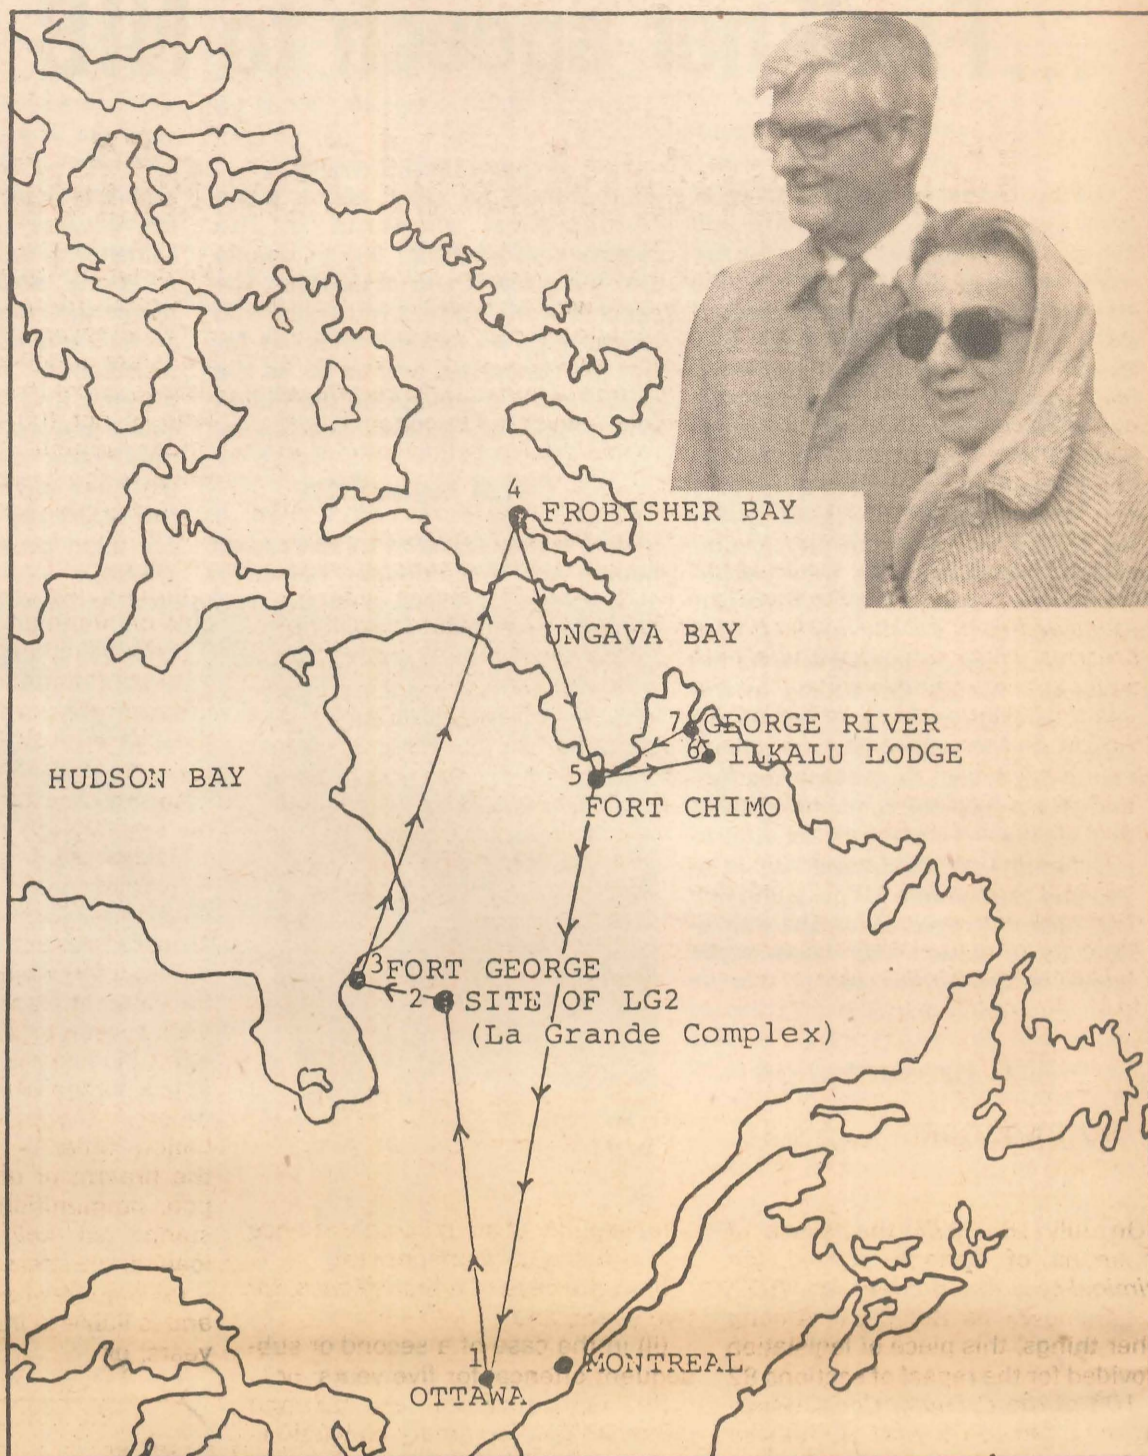 4
FROBISHER BAY
UNGAVA BAY
7 GEORGE RIVER
6 ILKALU LODGE
HUDSON BAY
5
FORT CHIMO
3 FORT GEORGE
2 SITE OF LG2
(La Grande Complex)
1
MONTREAL
OTTAWA